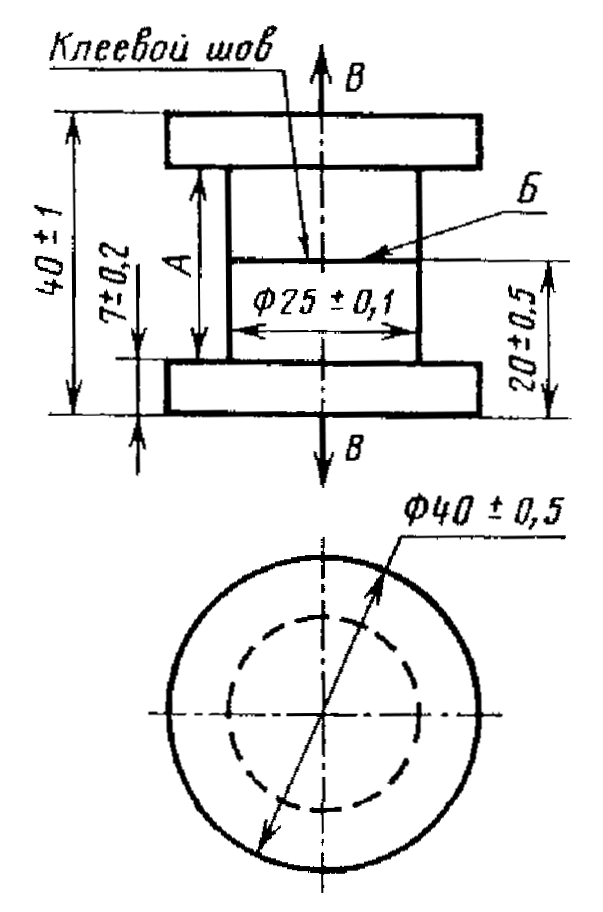 Клеевой шов
В
Б
40 ± 1
7 ± 0,2
А
Ф25 ± 0,1
20 ± 0,5
В
Ф40 ± 0,5